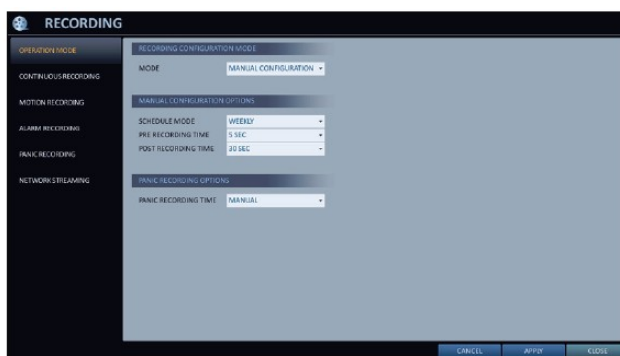 RECORDING
OPERATION MODE
CONTINUOUS RECORDING
MOTION RECORDING
ALARM RECORDING
PANIC RECORDING
NETWORK STREAMING
RECORDING CONFIGURATION MODE
MODE MANUAL CONFIGURATION
MANUAL CONFIGURATION OPTIONS
SCHEDULE MODE WEEKLY
PRE RECORDING TIME 5 SEC
POST RECORDING TIME 30 SEC
PANIC RECORDING OPTIONS
PANIC RECORDING TIME MANUAL
CANCEL APPLY CLOSE